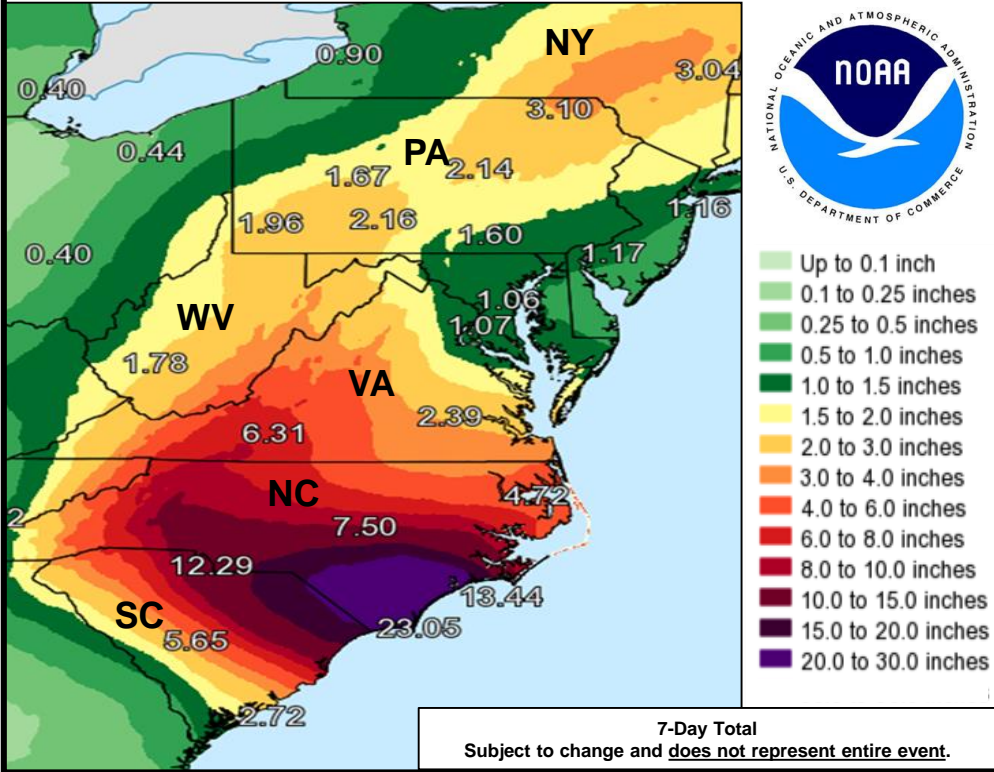 NY
0.90
3.04
0.40
3.10
0.44
PA
2.14
1.67
1.96
2.16
1.16
1.60
1.17
0.40
1.06
WV
1.07
1.78
VA
2.39
6.31
NC
4.72
2
7.50
12.29
13.44
SC
23.05
5.65
2.72
NATIONAL OCEANIC AND ATMOSPHERIC ADMINISTRATION
NOAA
U.S. DEPARTMENT OF COMMERCE
Up to 0.1 inch
0.1 to 0.25 inches
0.25 to 0.5 inches
0.5 to 1.0 inches
1.0 to 1.5 inches
1.5 to 2.0 inches
2.0 to 3.0 inches
3.0 to 4.0 inches
4.0 to 6.0 inches
6.0 to 8.0 inches
8.0 to 10.0 inches
10.0 to 15.0 inches
15.0 to 20.0 inches
20.0 to 30.0 inches
7-Day Total
Subject to change and does not represent entire event.